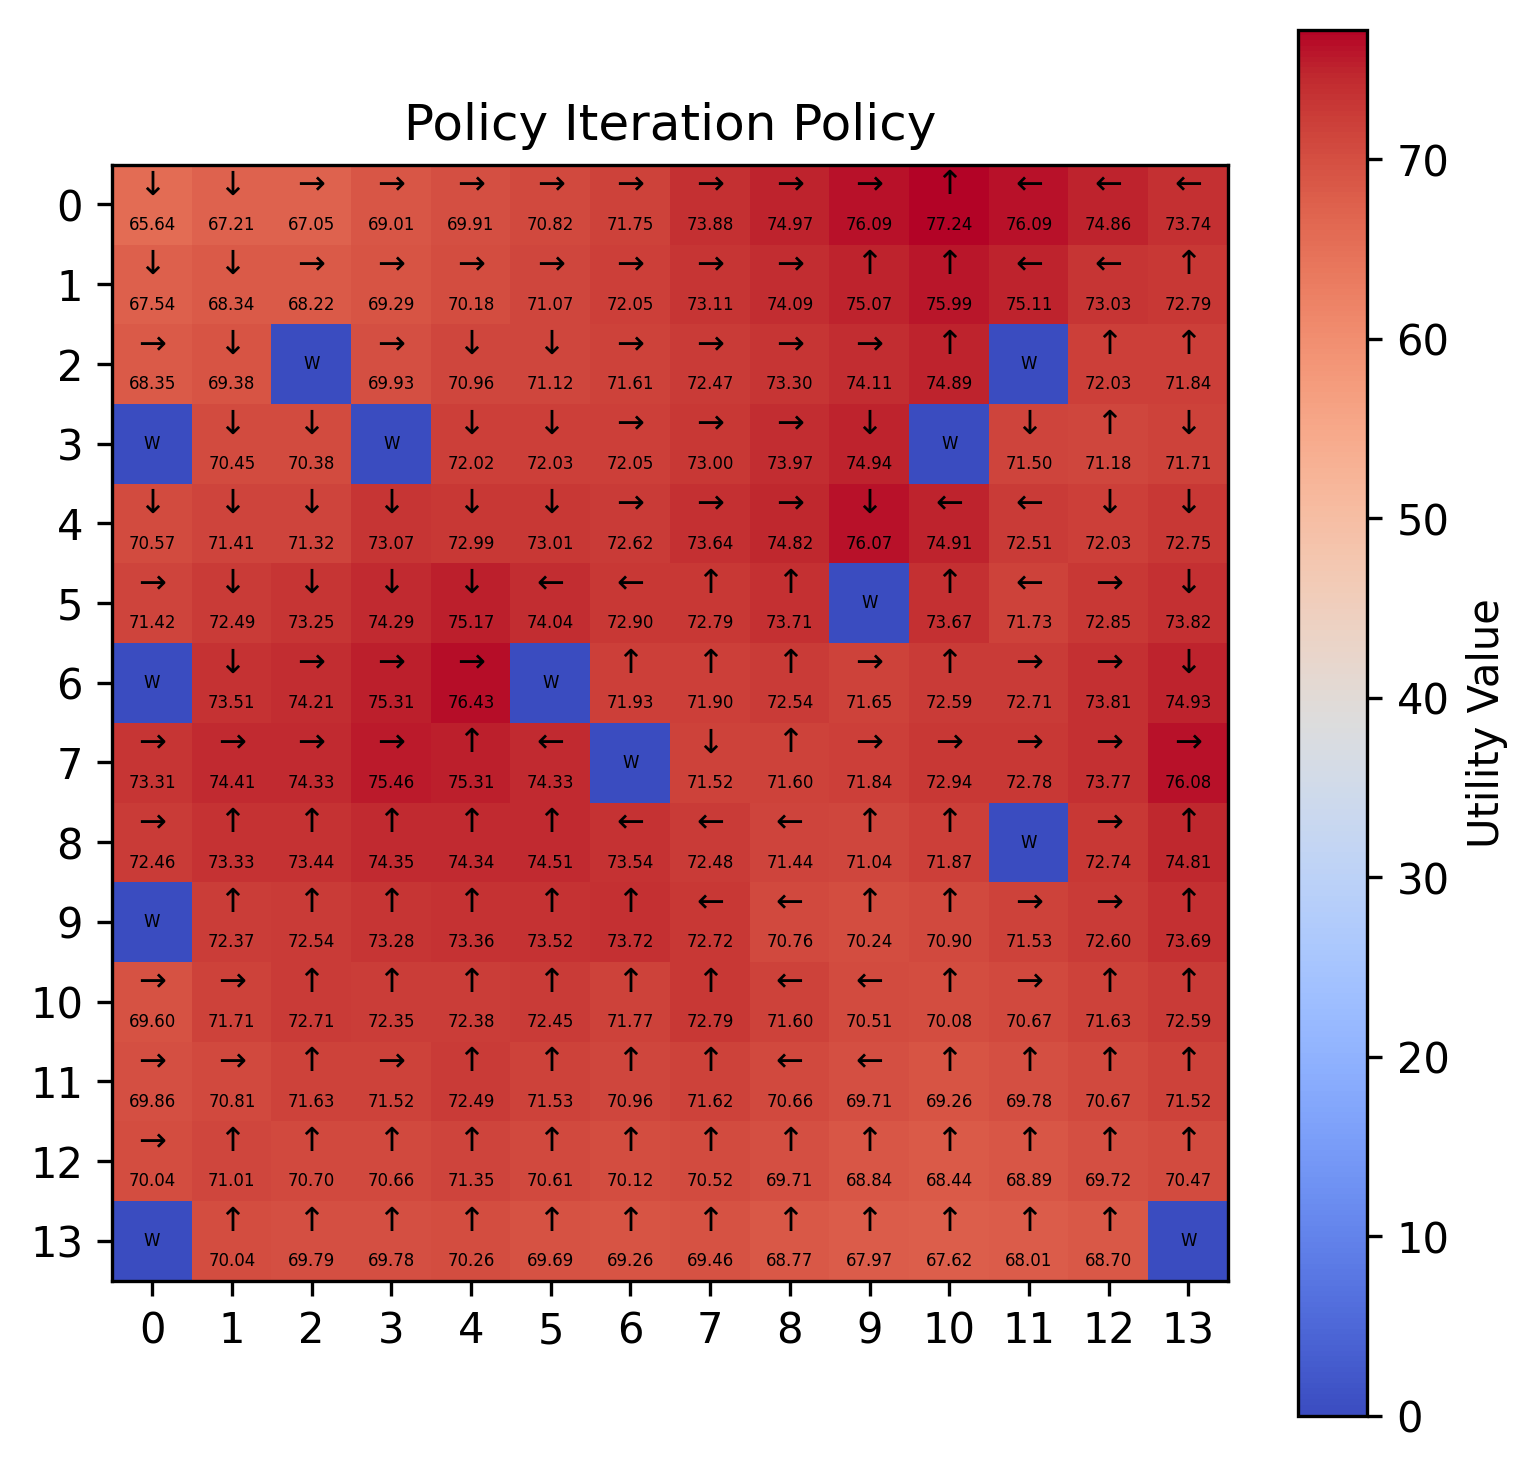 Policy Iteration Policy
0 ↓ ↓ → → → → → → → → ↑ ← ← ←
65.64 67.21 67.05 69.01 69.91 70.82 71.75 73.88 74.97 76.09 77.24 76.09 74.86 73.74
1 ↓ ↓ → → → → → → → ↑ ↑ ← ← ↑
67.54 68.34 68.22 69.29 70.18 71.07 72.05 73.11 74.09 75.07 75.99 75.11 73.03 72.79
2 → ↓ W → ↓ ↓ → → → → ↑ W ↑ ↑
68.35 69.38 69.93 70.96 71.12 71.61 72.47 73.30 74.11 74.89 72.03 71.84
3 W ↓ ↓ W ↓ ↓ → → → ↓ W ↓ ↑ ↓
70.45 70.38 72.02 72.03 72.05 73.00 73.97 74.94 71.50 71.18 71.71
4 ↓ ↓ ↓ ↓ ↓ ↓ → → → ↓ ← ← ↓ ↓
70.57 71.41 71.32 73.07 72.99 73.01 72.62 73.64 74.82 76.07 74.91 72.51 72.03 72.75
5 → ↓ ↓ ↓ ↓ ← ← ↑ ↑ W ↑ ← → ↓
71.42 72.49 73.25 74.29 75.17 74.04 72.90 72.79 73.71 73.67 71.73 72.85 73.82
6 W ↓ → → → W ↑ ↑ ↑ → ↑ → → ↓
73.51 74.21 75.31 76.43 71.93 71.90 72.54 71.65 72.59 72.71 73.81 74.93
7 → → → → ↑ ← W ↓ ↑ → → → → →
73.31 74.41 74.33 75.46 75.31 74.33 71.52 71.60 71.84 72.94 72.78 73.77 76.08
8 → ↑ ↑ ↑ ↑ ↑ ← ← ← ↑ ↑ W → ↑
72.46 73.33 73.44 74.35 74.34 74.51 73.54 72.48 71.44 71.04 71.87 72.74 74.81
9 W ↑ ↑ ↑ ↑ ↑ ↑ ← ← ↑ ↑ → → ↑
72.37 72.54 73.28 73.36 73.52 73.72 72.72 70.76 70.24 70.90 71.53 72.60 73.69
10 → → ↑ ↑ ↑ ↑ ↑ ↑ ← ← ↑ → ↑ ↑
69.60 71.71 72.71 72.35 72.38 72.45 71.77 72.79 71.60 70.51 70.08 70.67 71.63 72.59
11 → → ↑ → ↑ ↑ ↑ ↑ ← ← ↑ ↑ ↑ ↑
69.86 70.81 71.63 71.52 72.49 71.53 70.96 71.62 70.66 69.71 69.26 69.78 70.67 71.52
12 → ↑ ↑ ↑ ↑ ↑ ↑ ↑ ↑ ↑ ↑ ↑ ↑ ↑
70.04 71.01 70.70 70.66 71.35 70.61 70.12 70.52 69.71 68.84 68.44 68.89 69.72 70.47
13 W ↑ ↑ ↑ ↑ ↑ ↑ ↑ ↑ ↑ ↑ ↑ ↑ W
70.04 69.79 69.78 70.26 69.69 69.26 69.46 68.77 67.97 67.62 68.01 68.70
0 1 2 3 4 5 6 7 8 9 10 11 12 13
70
60
50
40
30
20
10
0
Utility Value